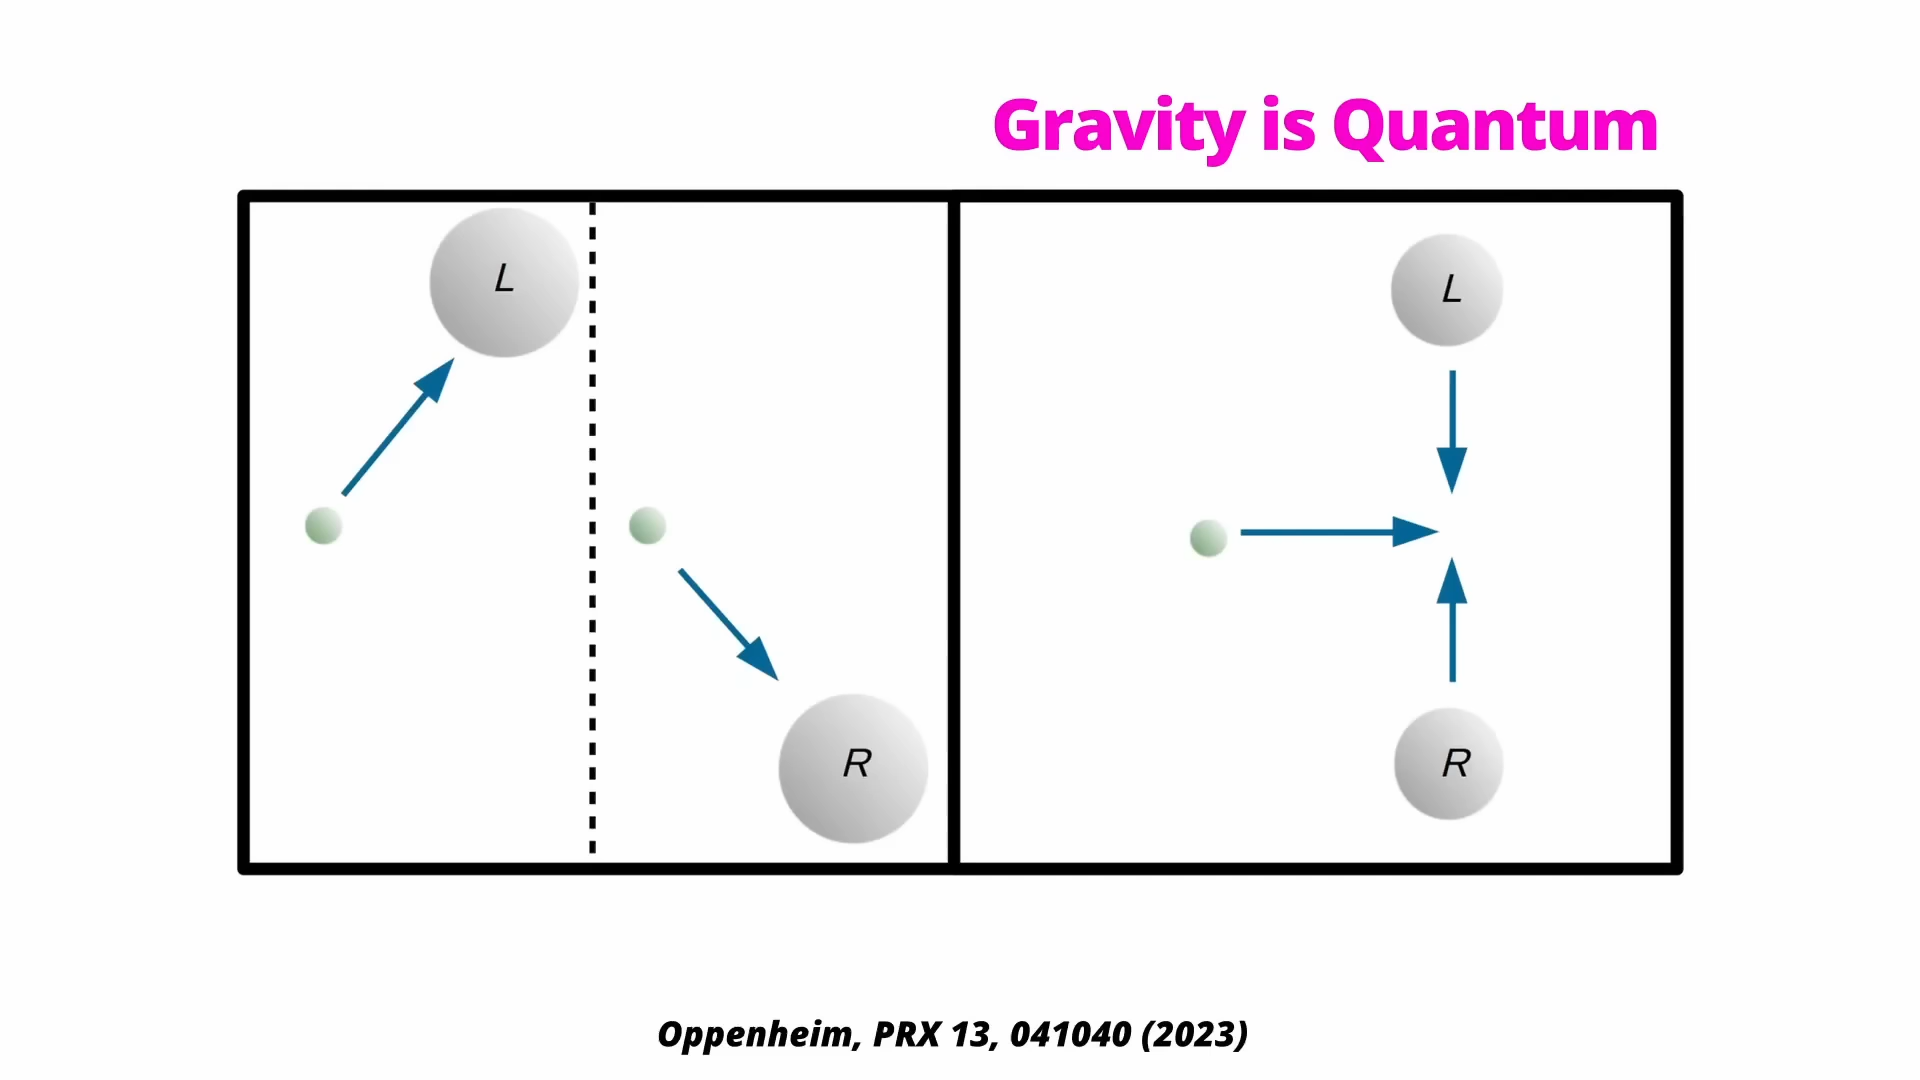 Gravity is Quantum
L
L
R
R
Oppenheim, PRX 13, 041040 (2023)